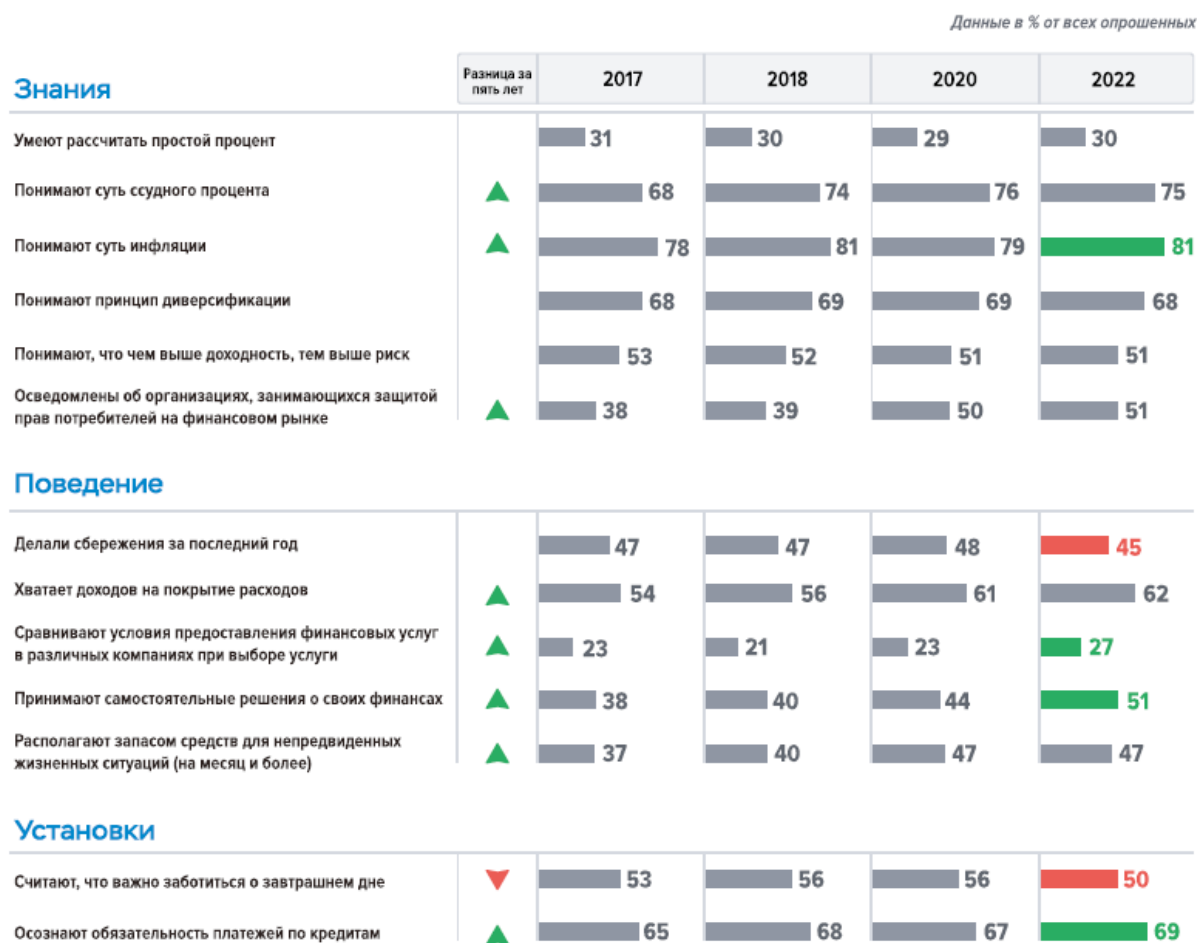 Данные в % от всех опрошенных
Знания
Разница за
пять лет
2017 2018 2020 2022
Умеют рассчитать простой процент 31 30 29 30
Понимают суть ссудного процента 68 74 76 75
Понимают суть инфляции 78 81 79 81
Понимают принцип диверсификации 68 69 69 68
Понимают, что чем выше доходность, тем выше риск 53 52 51 51
Осведомлены об организациях, занимающихся защитой
прав потребителей на финансовом рынке 38 39 50 51
Поведение
Делали сбережения за последний год 47 47 48 45
Хватает доходов на покрытие расходов 54 56 61 62
Сравнивают условия предоставления финансовых услуг
в различных компаниях при выборе услуги 23 21 23 27
Принимают самостоятельные решения о своих финансах 38 40 44 51
Располагают запасом средств для непредвиденных
жизненных ситуаций (на месяц и более) 37 40 47 47
Установки
Считают, что важно заботиться о завтрашнем дне 53 56 56 50
Осознают обязательность платежей по кредитам 65 68 67 69